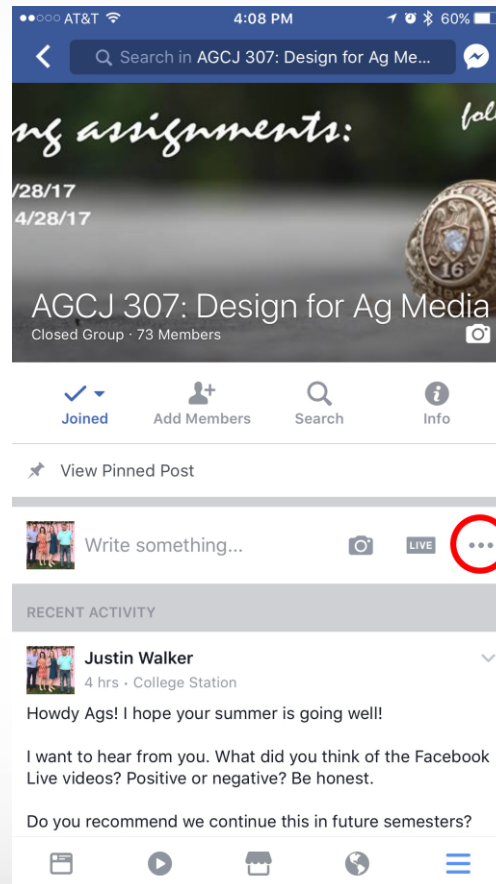 AT&T 4:08 PM 60%
Search in AGCJ 307: Design for Ag Me...
ng assignments:
foll
/28/17
4/28/17
16
AGCJ 307: Design for Ag Media
Closed Group · 73 Members
Joined Add Members Search Info
View Pinned Post
Write something... LIVE
RECENT ACTIVITY
Justin Walker
4 hrs · College Station
Howdy Ags! I hope your summer is going well!
I want to hear from you. What did you think of the Facebook
Live videos? Positive or negative? Be honest.
Do you recommend we continue this in future semesters?